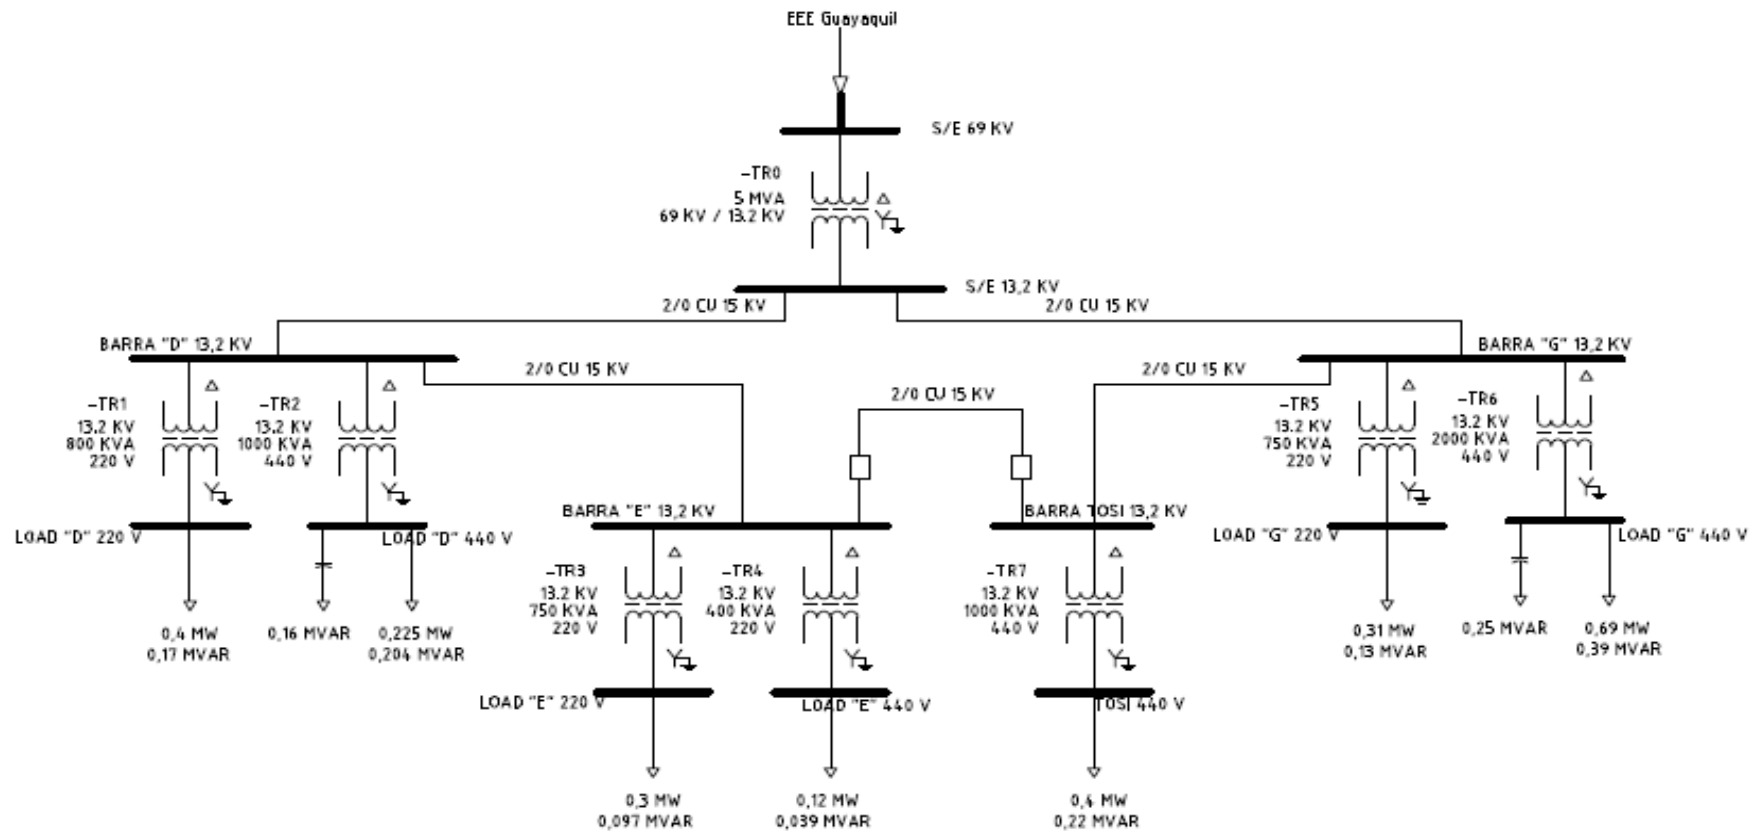 EEE Guayaquil
S/E 69 KV
-TR0
5 MVA
69 KV / 13.2 KV
S/E 13,2 KV
2/0 CU 15 KV
2/0 CU 15 KV
BARRA "D" 13,2 KV
BARRA "G" 13,2 KV
2/0 CU 15 KV
2/0 CU 15 KV
2/0 CU 15 KV
-TR1
13.2 KV
800 KVA
220 V
-TR2
13.2 KV
1000 KVA
440 V
-TR5
13.2 KV
750 KVA
220 V
-TR6
13.2 KV
2000 KVA
440 V
BARRA "E" 13,2 KV
BARRA TOSI 13,2 KV
LOAD "D" 220 V
LOAD "D" 440 V
LOAD "G" 220 V
LOAD "G" 440 V
-TR3
13.2 KV
750 KVA
220 V
-TR4
13.2 KV
400 KVA
220 V
-TR7
13.2 KV
1000 KVA
440 V
0,4 MW
0,17 MVAR
0,16 MVAR
0,225 MW
0,204 MVAR
0,31 MW
0,13 MVAR
0,25 MVAR
0,69 MW
0,39 MVAR
LOAD "E" 220 V
LOAD "E" 440 V
TOSI 440 V
0,3 MW
0,097 MVAR
0,12 MW
0,039 MVAR
0,4 MW
0,22 MVAR